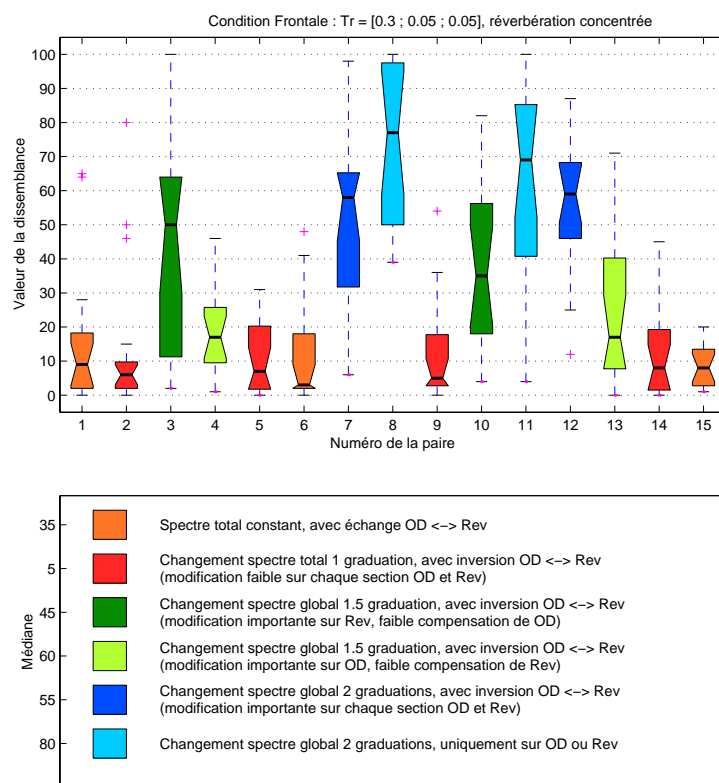 Condition Frontale : Tr = [0.3 ; 0.05 ; 0.05], réverbération concentrée
Valeur de la dissemblance
100
90
80
70
60
50
40
30
20
10
0
1 2 3 4 5 6 7 8 9 10 11 12 13 14 15
Numéro de la paire
Médiane
35 Spectre total constant, avec échange OD <−> Rev
5 Changement spectre total 1 graduation, avec inversion OD <−> Rev
(modification faible sur chaque section OD et Rev)
45 Changement spectre global 1.5 graduation, avec inversion OD <−> Rev
(modification importante sur Rev, faible compensation de OD)
60 Changement spectre global 1.5 graduation, avec inversion OD <−> Rev
(modification importante sur OD, faible compensation de Rev)
55 Changement spectre global 2 graduations, avec inversion OD <−> Rev
(modification importante sur chaque section OD et Rev)
80 Changement spectre global 2 graduations, uniquement sur OD ou Rev